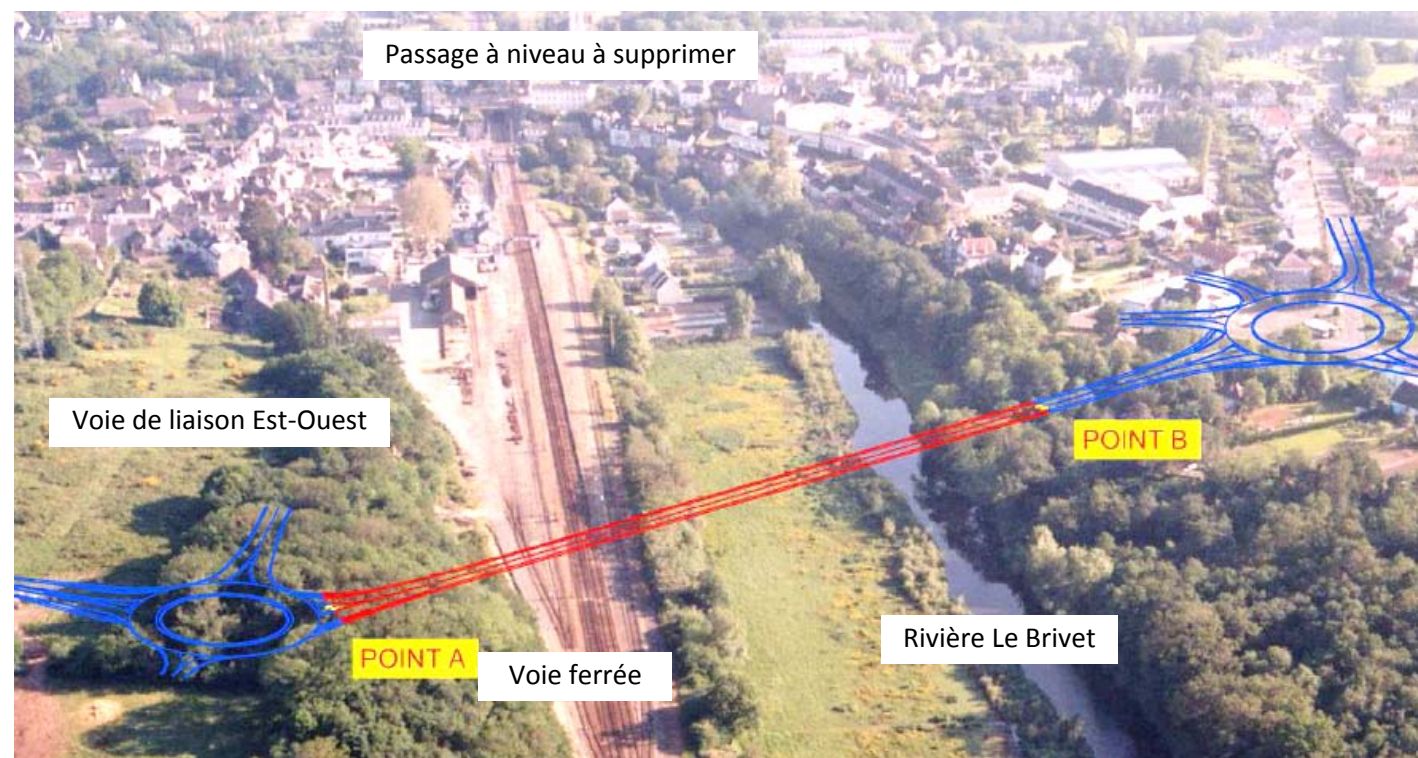 Passage à niveau à supprimer
Voie de liaison Est-Ouest
POINT B
Rivière Le Brivet
POINT A
Voie ferrée